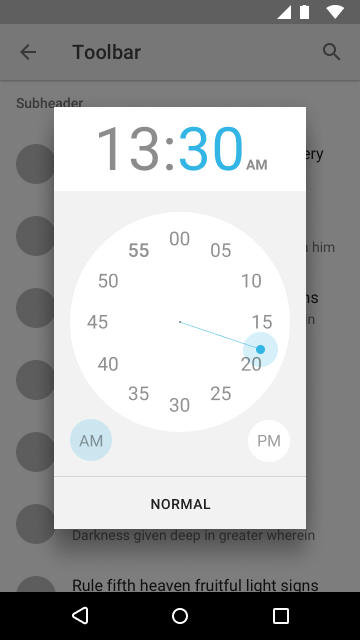 Toolbar
Subheader
13:30 AM
ery
him
ns
n
00
55 05
50 10
45 15
40 20
35 25
30
AM PM
NORMAL
Darkness given deep in greater wherein
Rule fifth heaven fruitful light signs